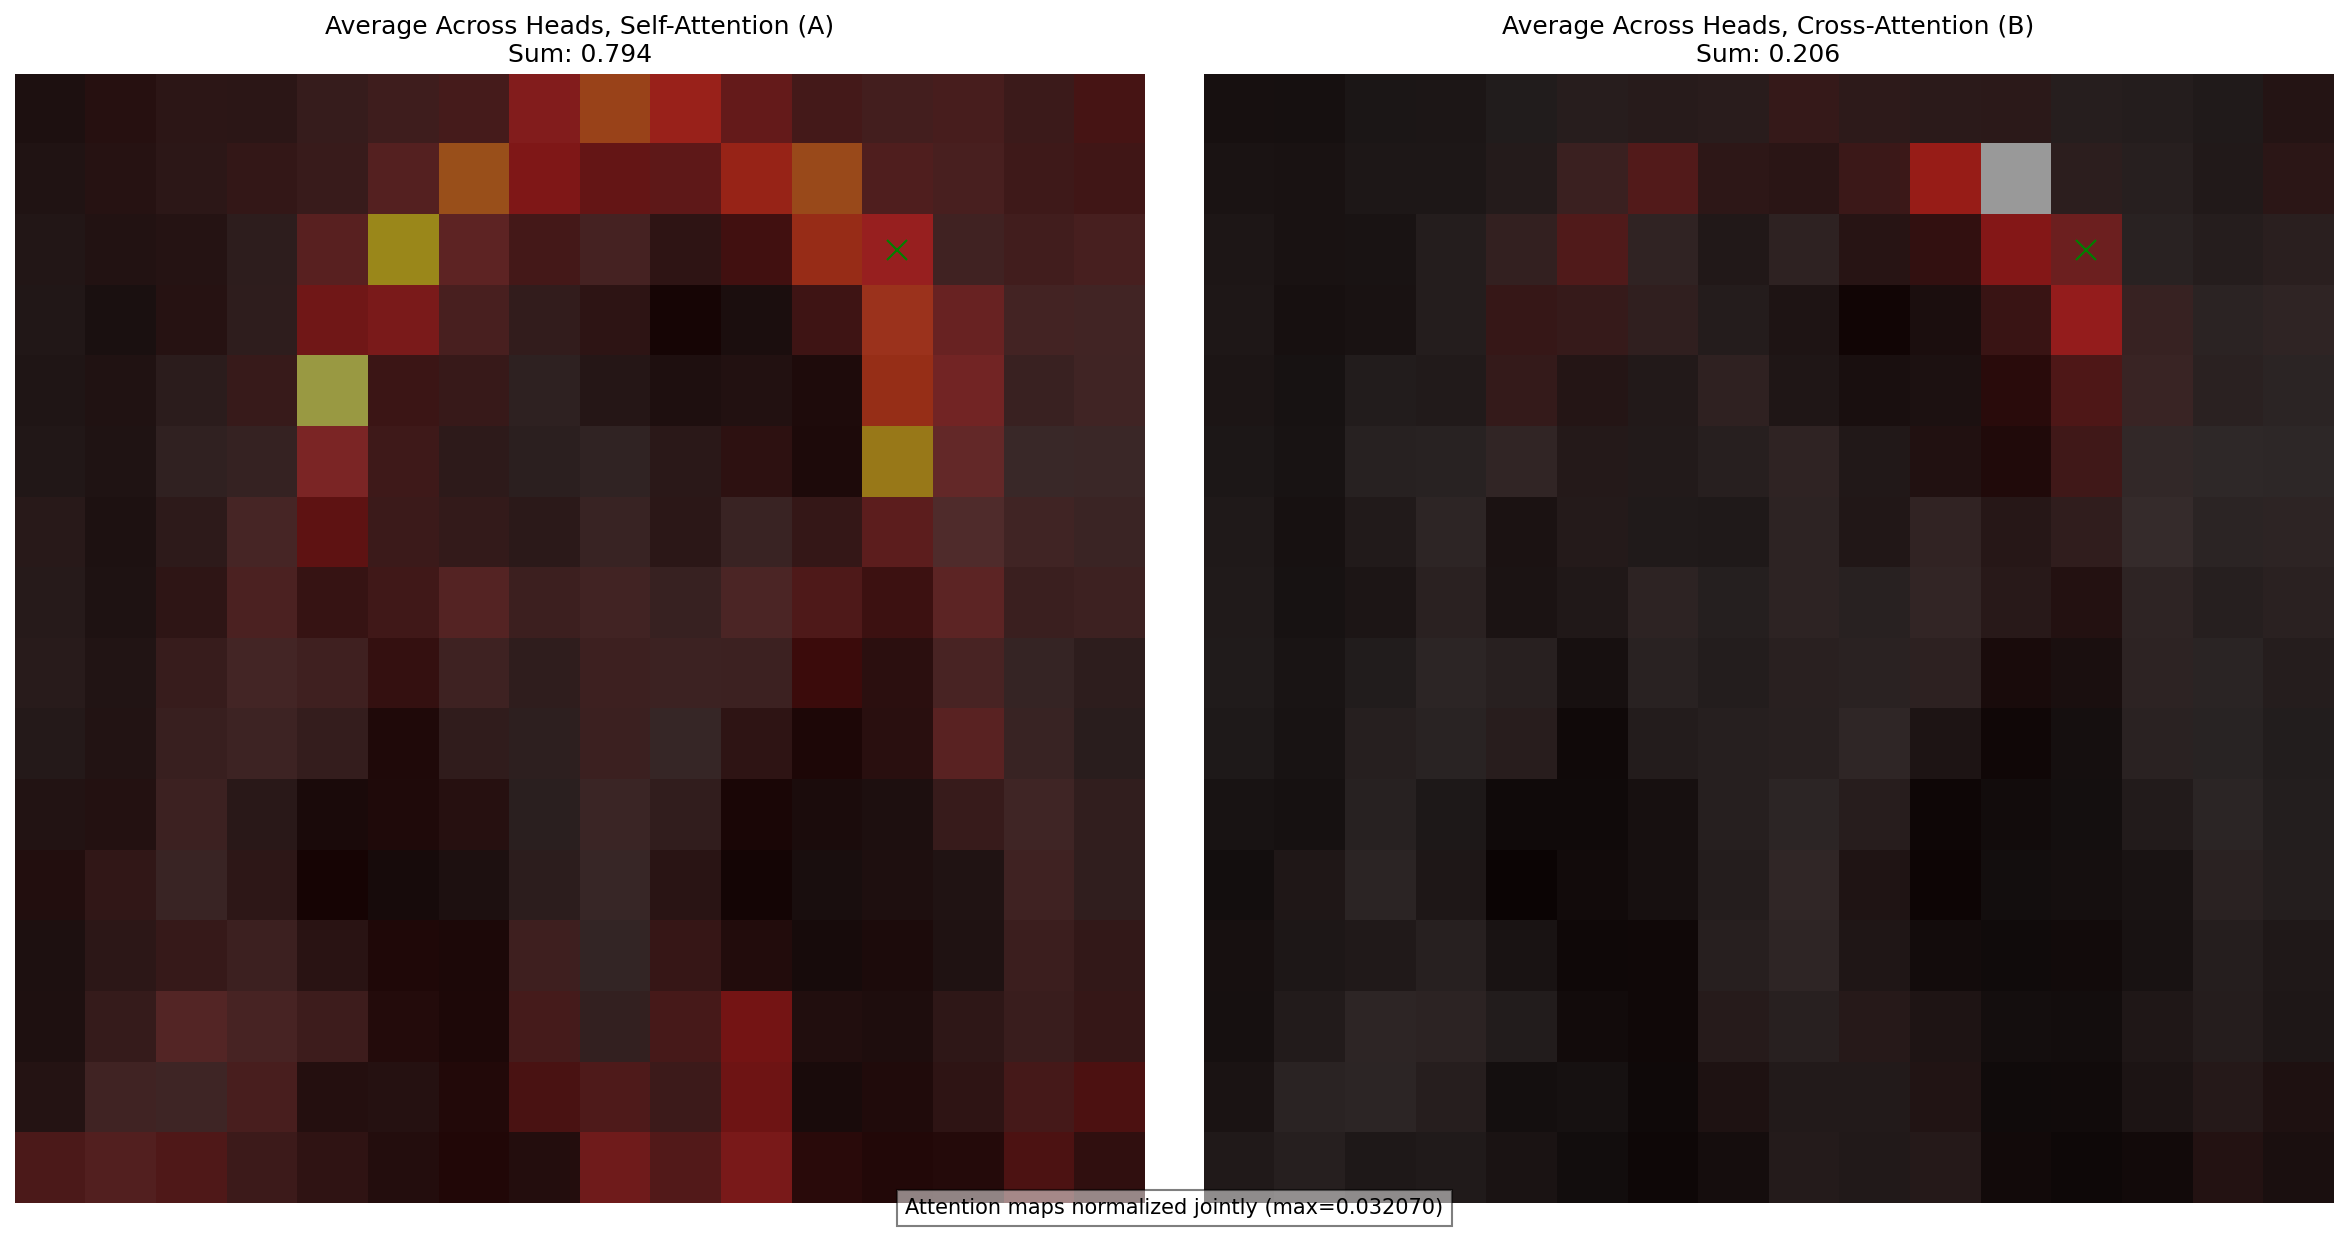 Average Across Heads, Self-Attention (A)
Sum: 0.794
Average Across Heads, Cross-Attention (B)
Sum: 0.206
Attention maps normalized jointly (max=0.032070)